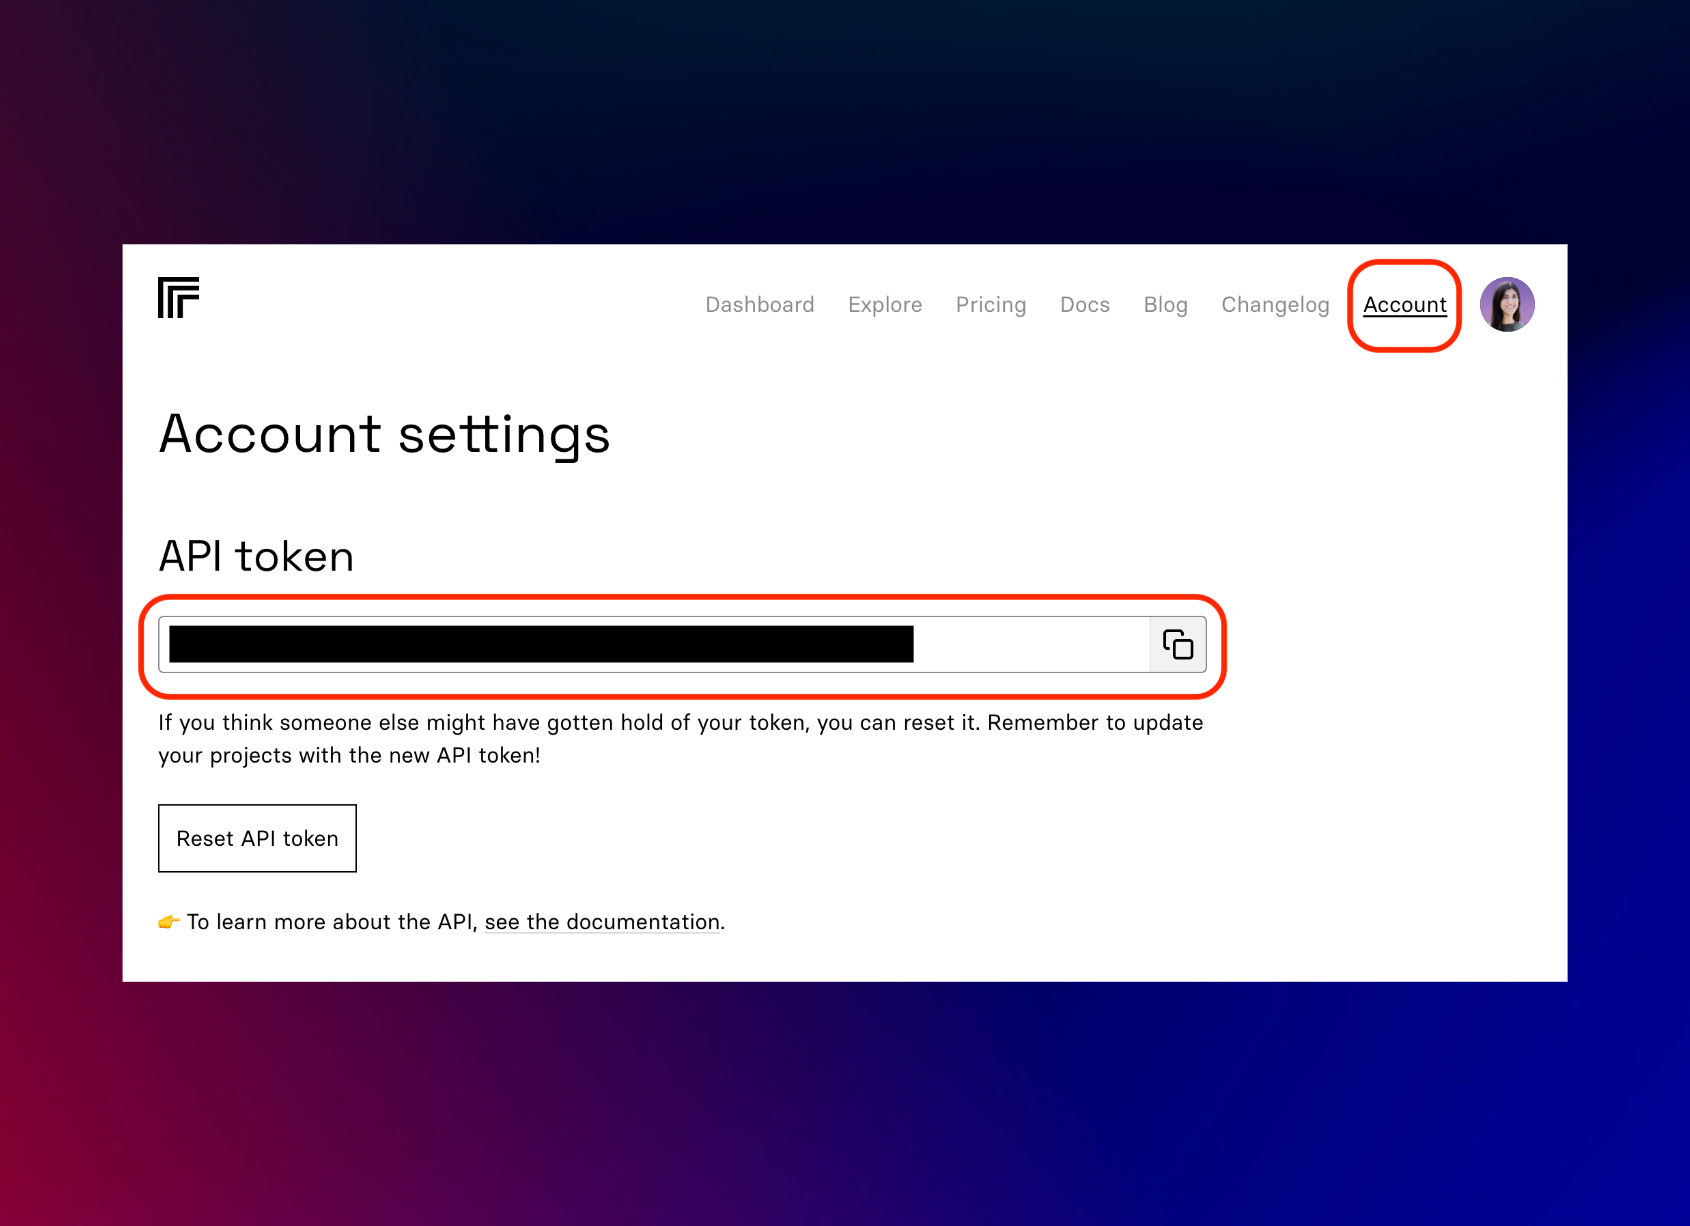 Dashboard Explore Pricing Docs Blog Changelog Account
Account settings
API token
If you think someone else might have gotten hold of your token, you can reset it. Remember to update
your projects with the new API token!
Reset API token
👉 To learn more about the API, see the documentation.